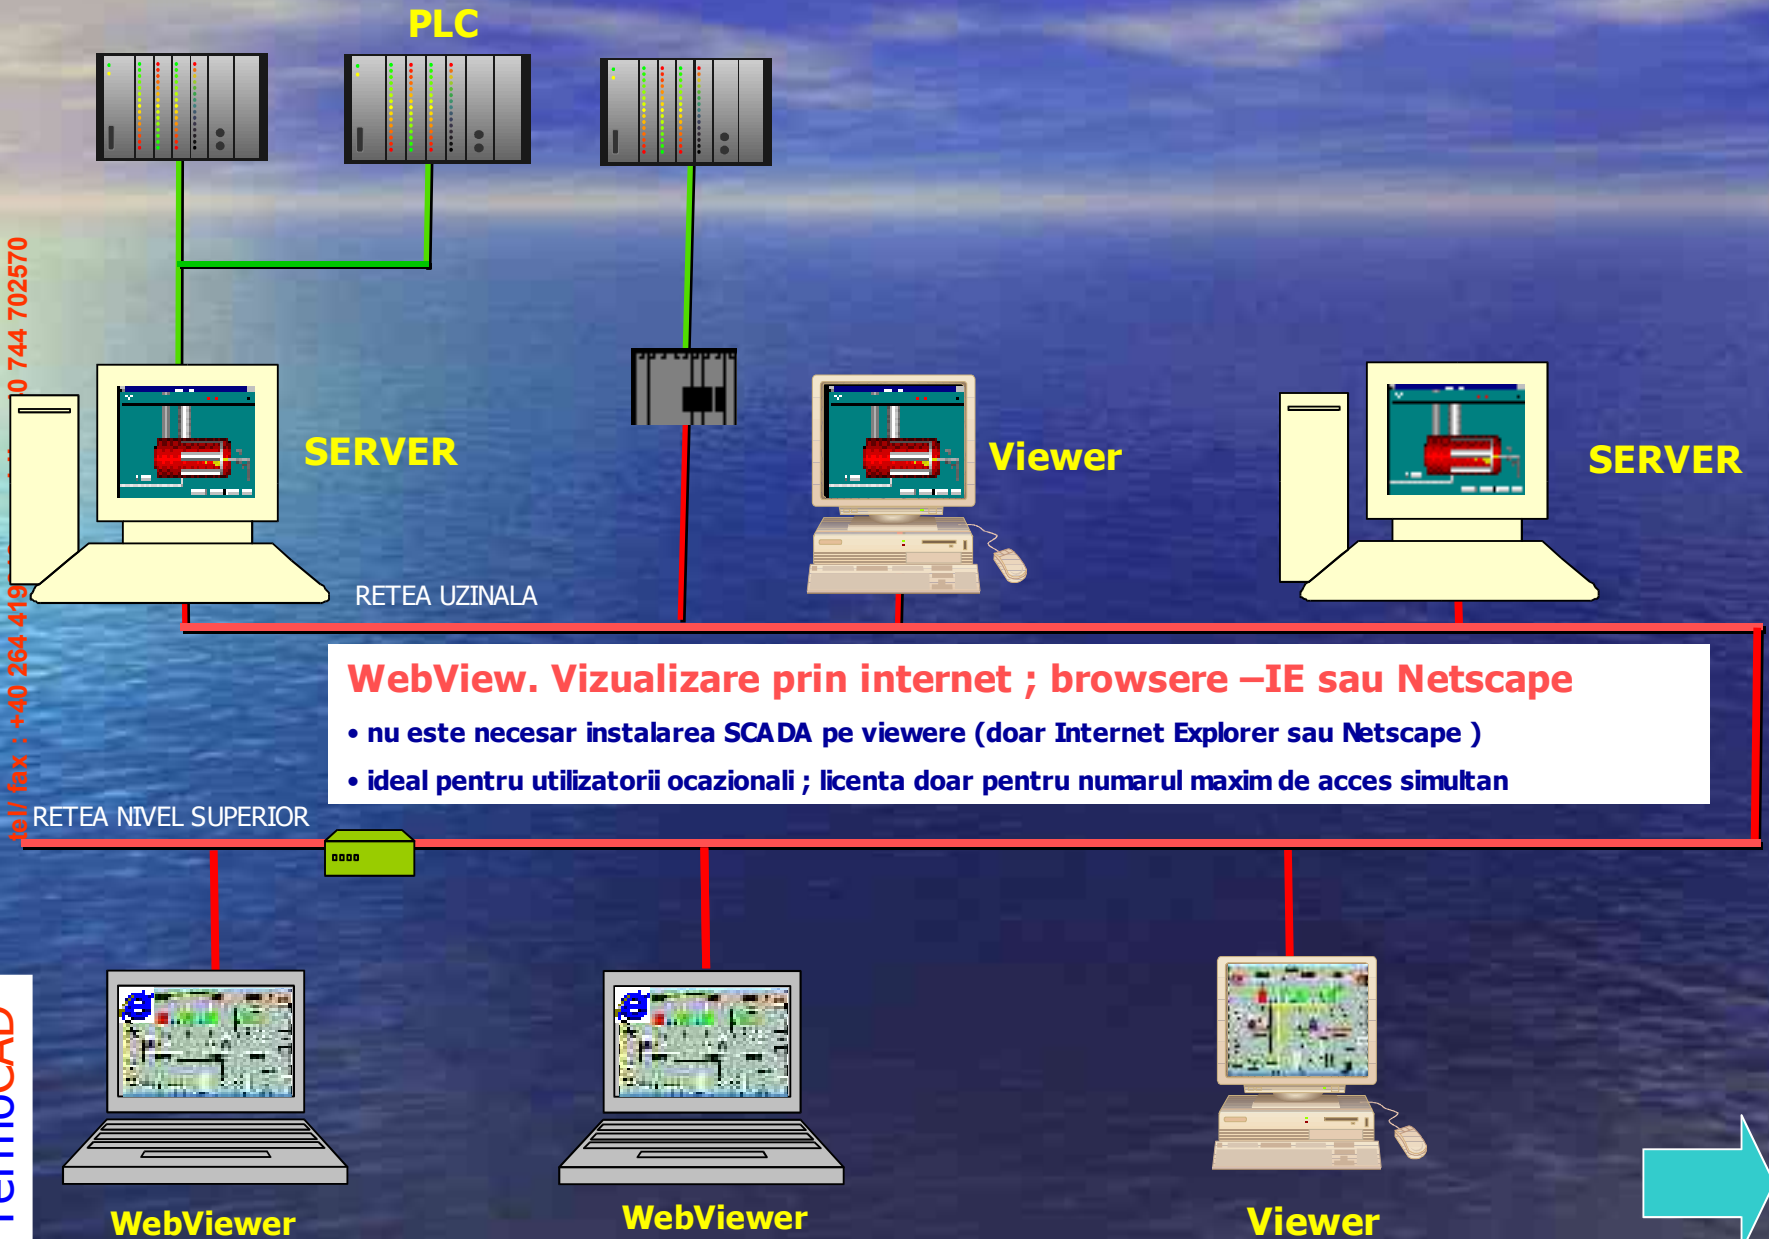 PLC
SERVER
Viewer
SERVER
RETEA UZINALA
WebView. Vizualizare prin internet ; browsere –IE sau Netscape
• nu este necesar instalarea SCADA pe viewere (doar Internet Explorer sau Netscape )
• ideal pentru utilizatorii ocazionali ; licenta doar pentru numarul maxim de acces simultan
RETEA NIVEL SUPERIOR
WebViewer
WebViewer
Viewer
tel/ fax : +40 264 419 0 744 702570